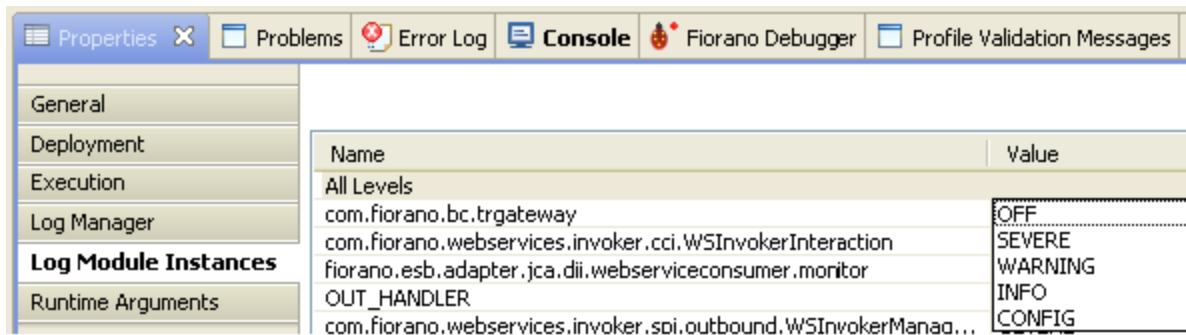 Properties Problems Error Log Console Fiorano Debugger Profile Validation Messages
General
Deployment
Execution
Log Manager
Log Module Instances
Runtime Arguments
Name Value
All Levels
com.fiorano.bc.trgateway
com.fiorano.webservices.invoker.cci.WSInvokerInteraction
fiorano.esb.adapter.jca.dii.webserviceconsumer.monitor
OUT_HANDLER
com.fiorano.webservices.invoker.spi.outbound.WSInvokerManag...
OFF
SEVERE
WARNING
INFO
CONFIG